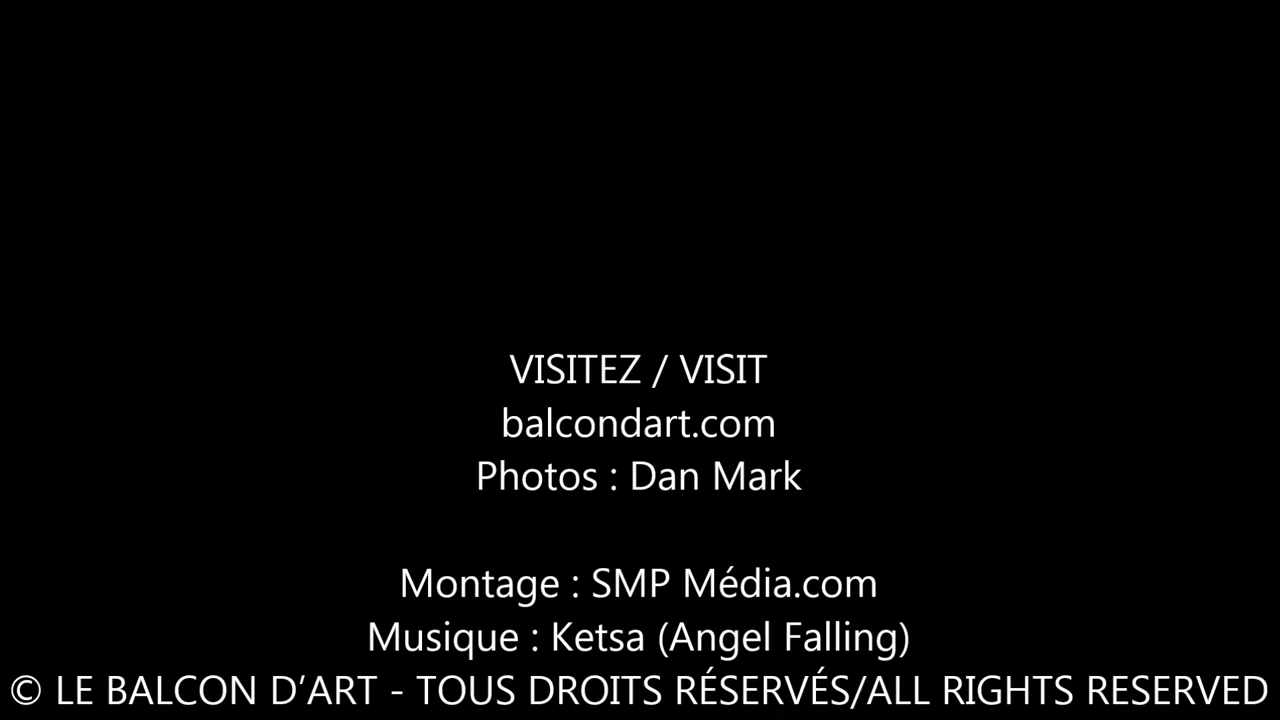 VISITEZ / VISIT
balcondart.com
Photos : Dan Mark
Montage : SMP Média.com
Musique : Ketsa (Angel Falling)
© LE BALCON D’ART - TOUS DROITS RÉSERVÉS/ALL RIGHTS RESERVED